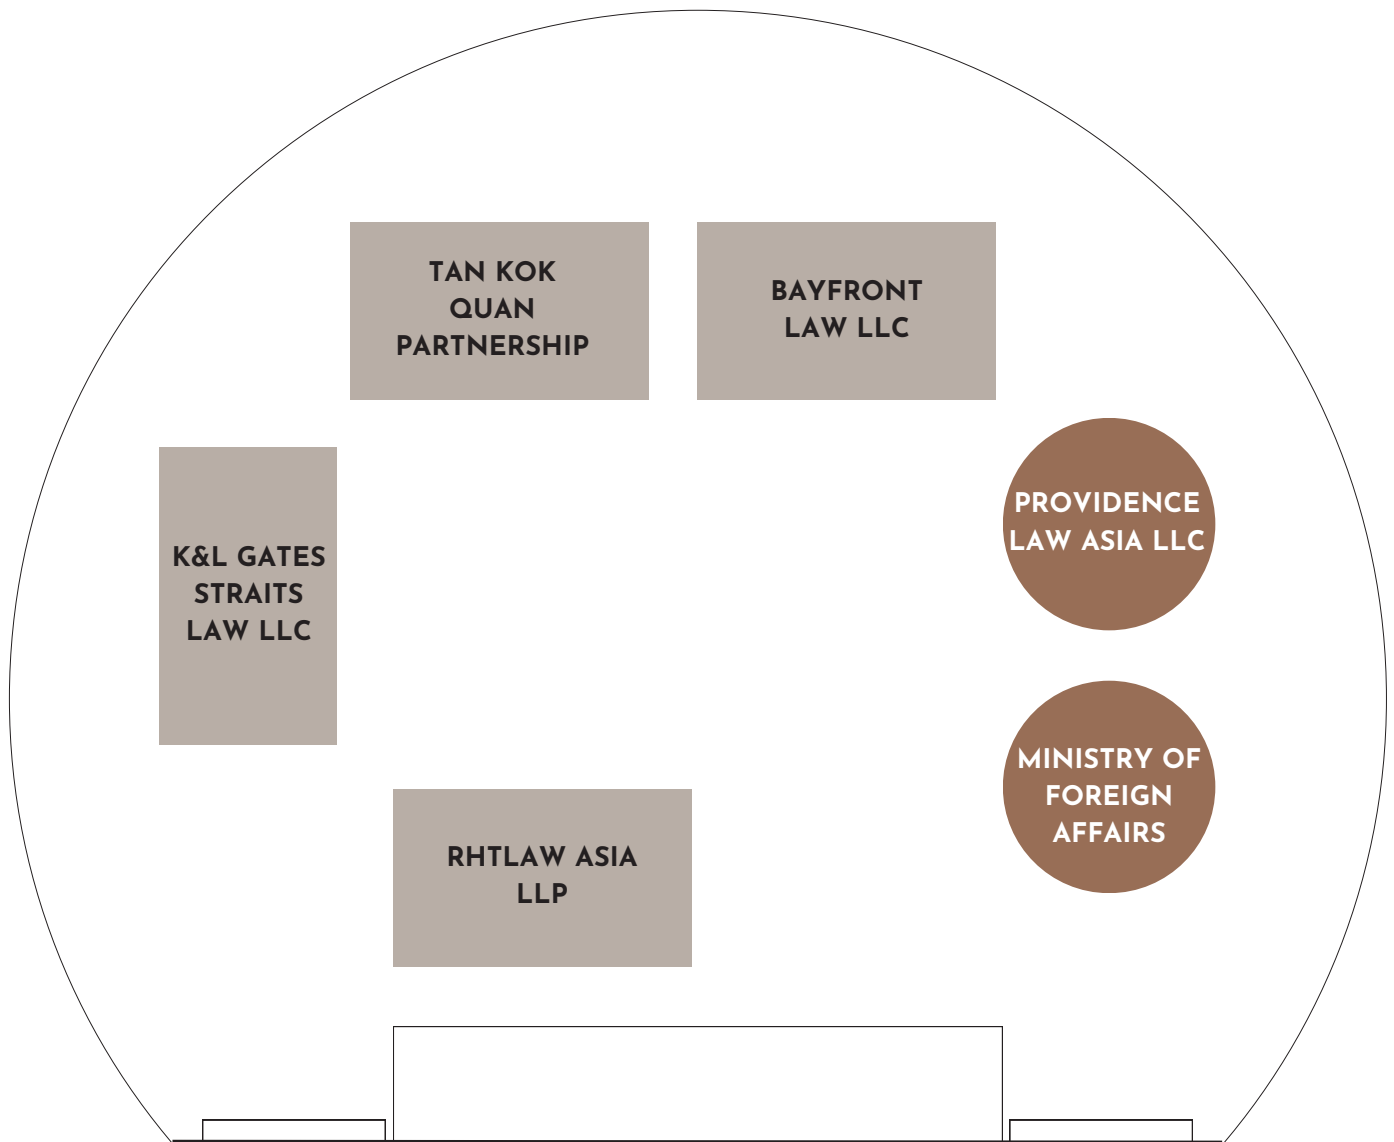 TAN KOK
QUAN
PARTNERSHIP
BAYFRONT
LAW LLC
PROVIDENCE
LAW ASIA LLC
K&L GATES
STRAITS
LAW LLC
MINISTRY OF
FOREIGN
AFFAIRS
RHTLAW ASIA
LLP